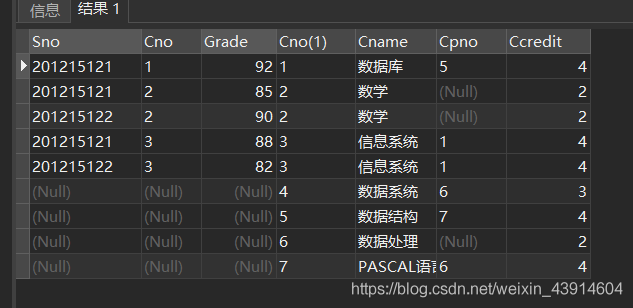 信息 结果 1
Sno Cno Grade Cno(1) Cname Cpno Ccredit
201215121 1 92 1 数据库 5 4
201215121 2 85 2 数学 (Null) 2
201215122 2 90 2 数学 (Null) 2
201215121 3 88 3 信息系统 1 4
201215122 3 82 3 信息系统 1 4
(Null) (Null) (Null) 4 数据系统 6 3
(Null) (Null) (Null) 5 数据结构 7 4
(Null) (Null) (Null) 6 数据处理 (Null) 2
(Null) (Null) (Null) 7 PASCAL语 6 4
https://blog.csdn.net/weixin_43914604